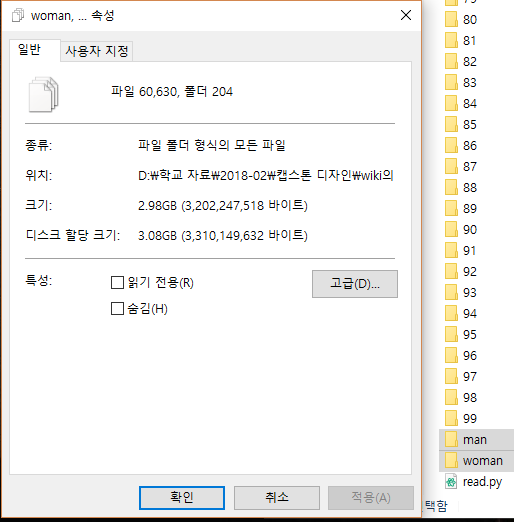 woman, ... 속성
일반
사용자 지정
파일 60,630, 폴더 204
종류:
파일 폴더 형식의 모든 파일
위치:
D:₩학교 자료₩2018-02₩캡스톤 디자인₩wiki의
크기:
2.98GB (3,202,247,518 바이트)
디스크 할당 크기:
3.08GB (3,310,149,632 바이트)
특성:
읽기 전용(R)
고급(D)...
숨김(H)
확인
취소
적용(A)
80
81
82
83
84
85
86
87
88
89
90
91
92
93
94
95
96
97
98
99
man
woman
read.py
택함